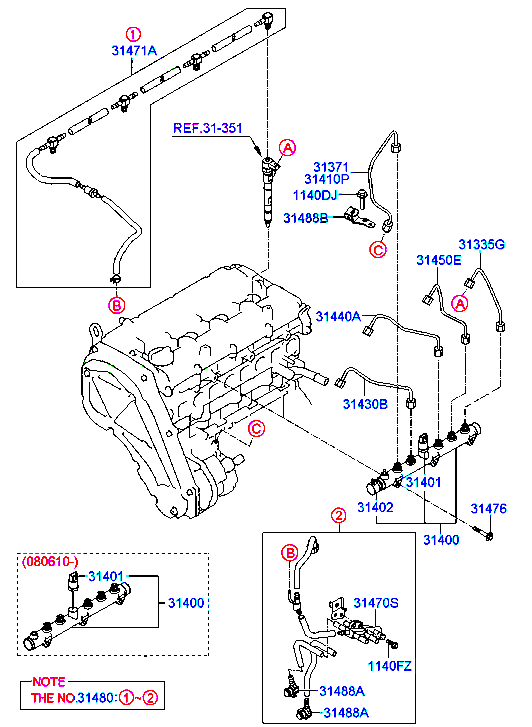 ①
31471A
REF.31-351
A
31371
31410P
1140DJ
31488B
C
31335G
31450E
A
B
31440A
31430B
C
31401
31402
31476
31400
②
(080610-)
31401
31400
B
31470S
1140FZ
31488A
31488A
NOTE
THE NO.31480: ①~②